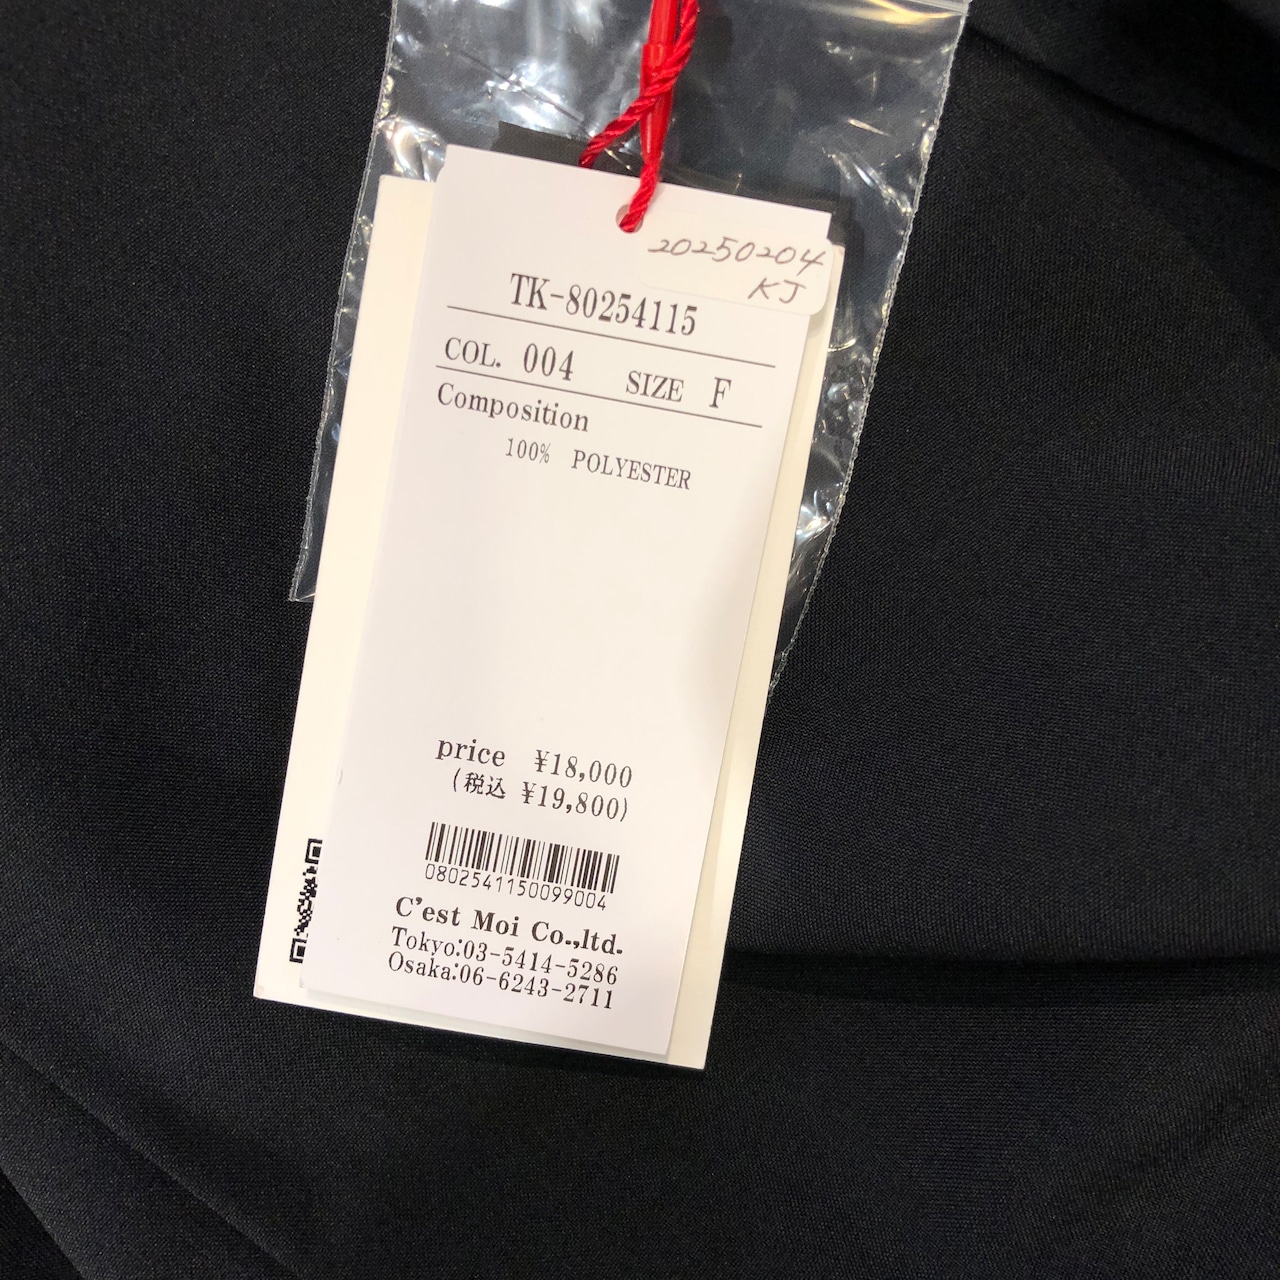 20250204
KJ
TK-80254115
COL. 004 SIZE F
Composition
100% POLYESTER
price ¥18,000
(税込 ¥19,800)
0802541150099004
C'est Moi Co.,ltd.
Tokyo:03-5414-5286
Osaka:06-6243-2711